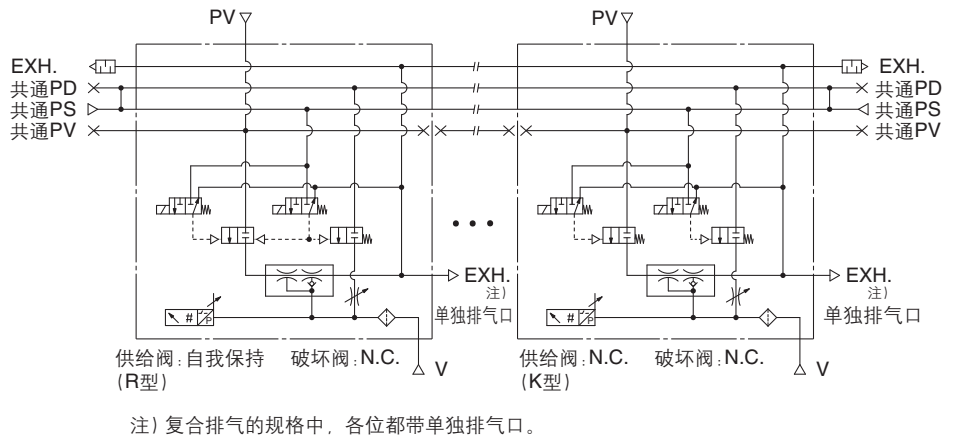 PV
PV
EXH.
共通PD
共通PS
共通PV
EXH.
共通PD
共通PS
共通PV
EXH.
注)
单独排气口
EXH.
注)
单独排气口
# P
# P
供给阀:自我保持
(R型)
破坏阀:N.C.
V
供给阀:N.C.
(K型)
破坏阀:N.C.
V
注) 复合排气的规格中, 各位都带单独排气口。